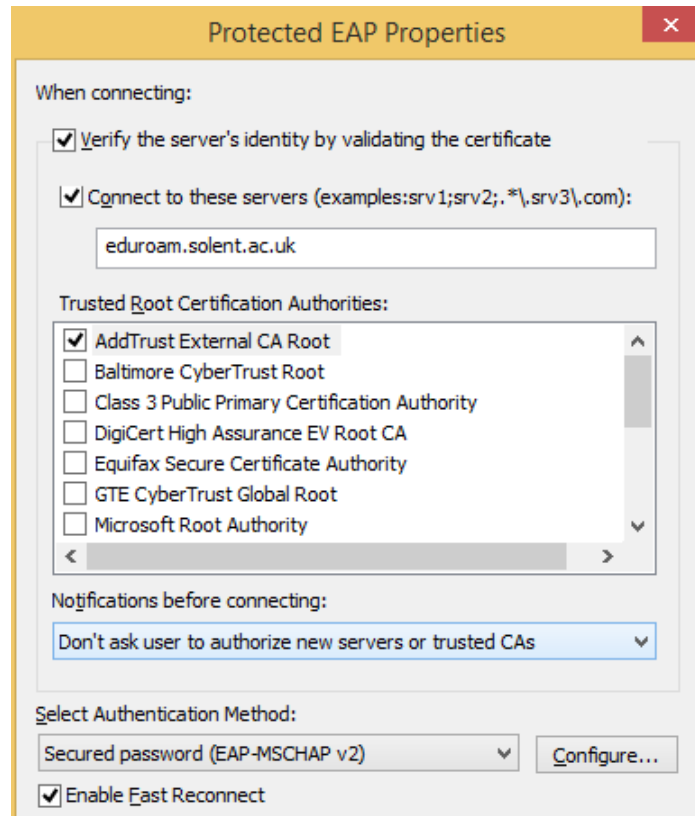 Protected EAP Properties
When connecting:
Verify the server's identity by validating the certificate
Connect to these servers (examples:srv1;srv2;.*\.srv3\.com):
eduroam.solent.ac.uk
Trusted Root Certification Authorities:
AddTrust External CA Root
Baltimore CyberTrust Root
Class 3 Public Primary Certification Authority
DigiCert High Assurance EV Root CA
Equifax Secure Certificate Authority
GTE CyberTrust Global Root
Microsoft Root Authority
Notifications before connecting:
Don't ask user to authorize new servers or trusted CAs
Select Authentication Method:
Secured password (EAP-MSCHAP v2) Configure...
Enable Fast Reconnect